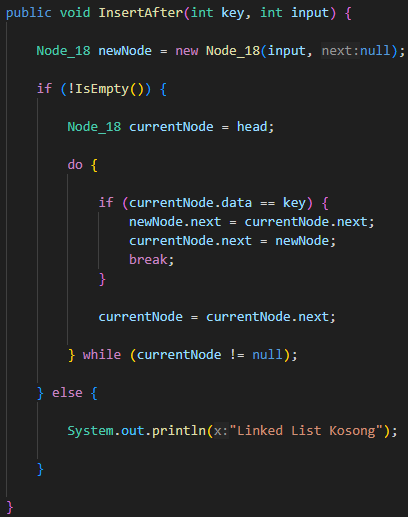 public void InsertAfter(int key, int input) {
Node_18 newNode = new Node_18(input, next:null);
if (!IsEmpty()) {
Node_18 currentNode = head;
do {
if (currentNode.data == key) {
newNode.next = currentNode.next;
currentNode.next = newNode;
break;
}
currentNode = currentNode.next;
} while (currentNode != null);
} else {
System.out.println(x:"Linked List Kosong");
}
}